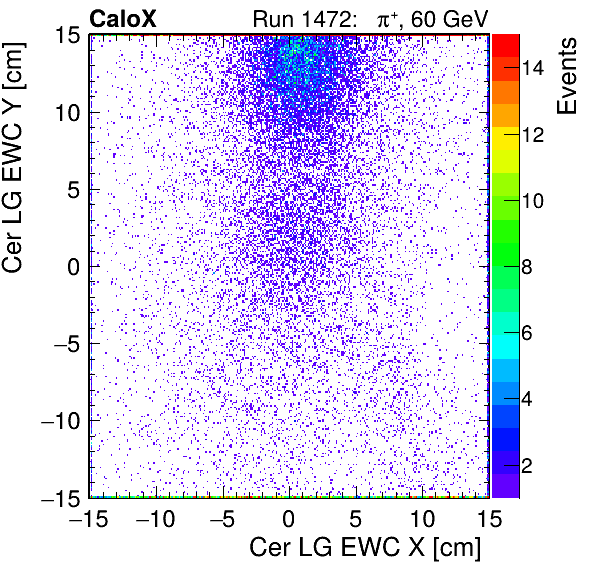 CaloX Run 1472: π⁺, 60 GeV
Cer LG EWC Y [cm]
15
10
5
0
−5
−10
−15
−15 −10 −5 0 5 10 15
Cer LG EWC X [cm]
Events
14
12
10
8
6
4
2